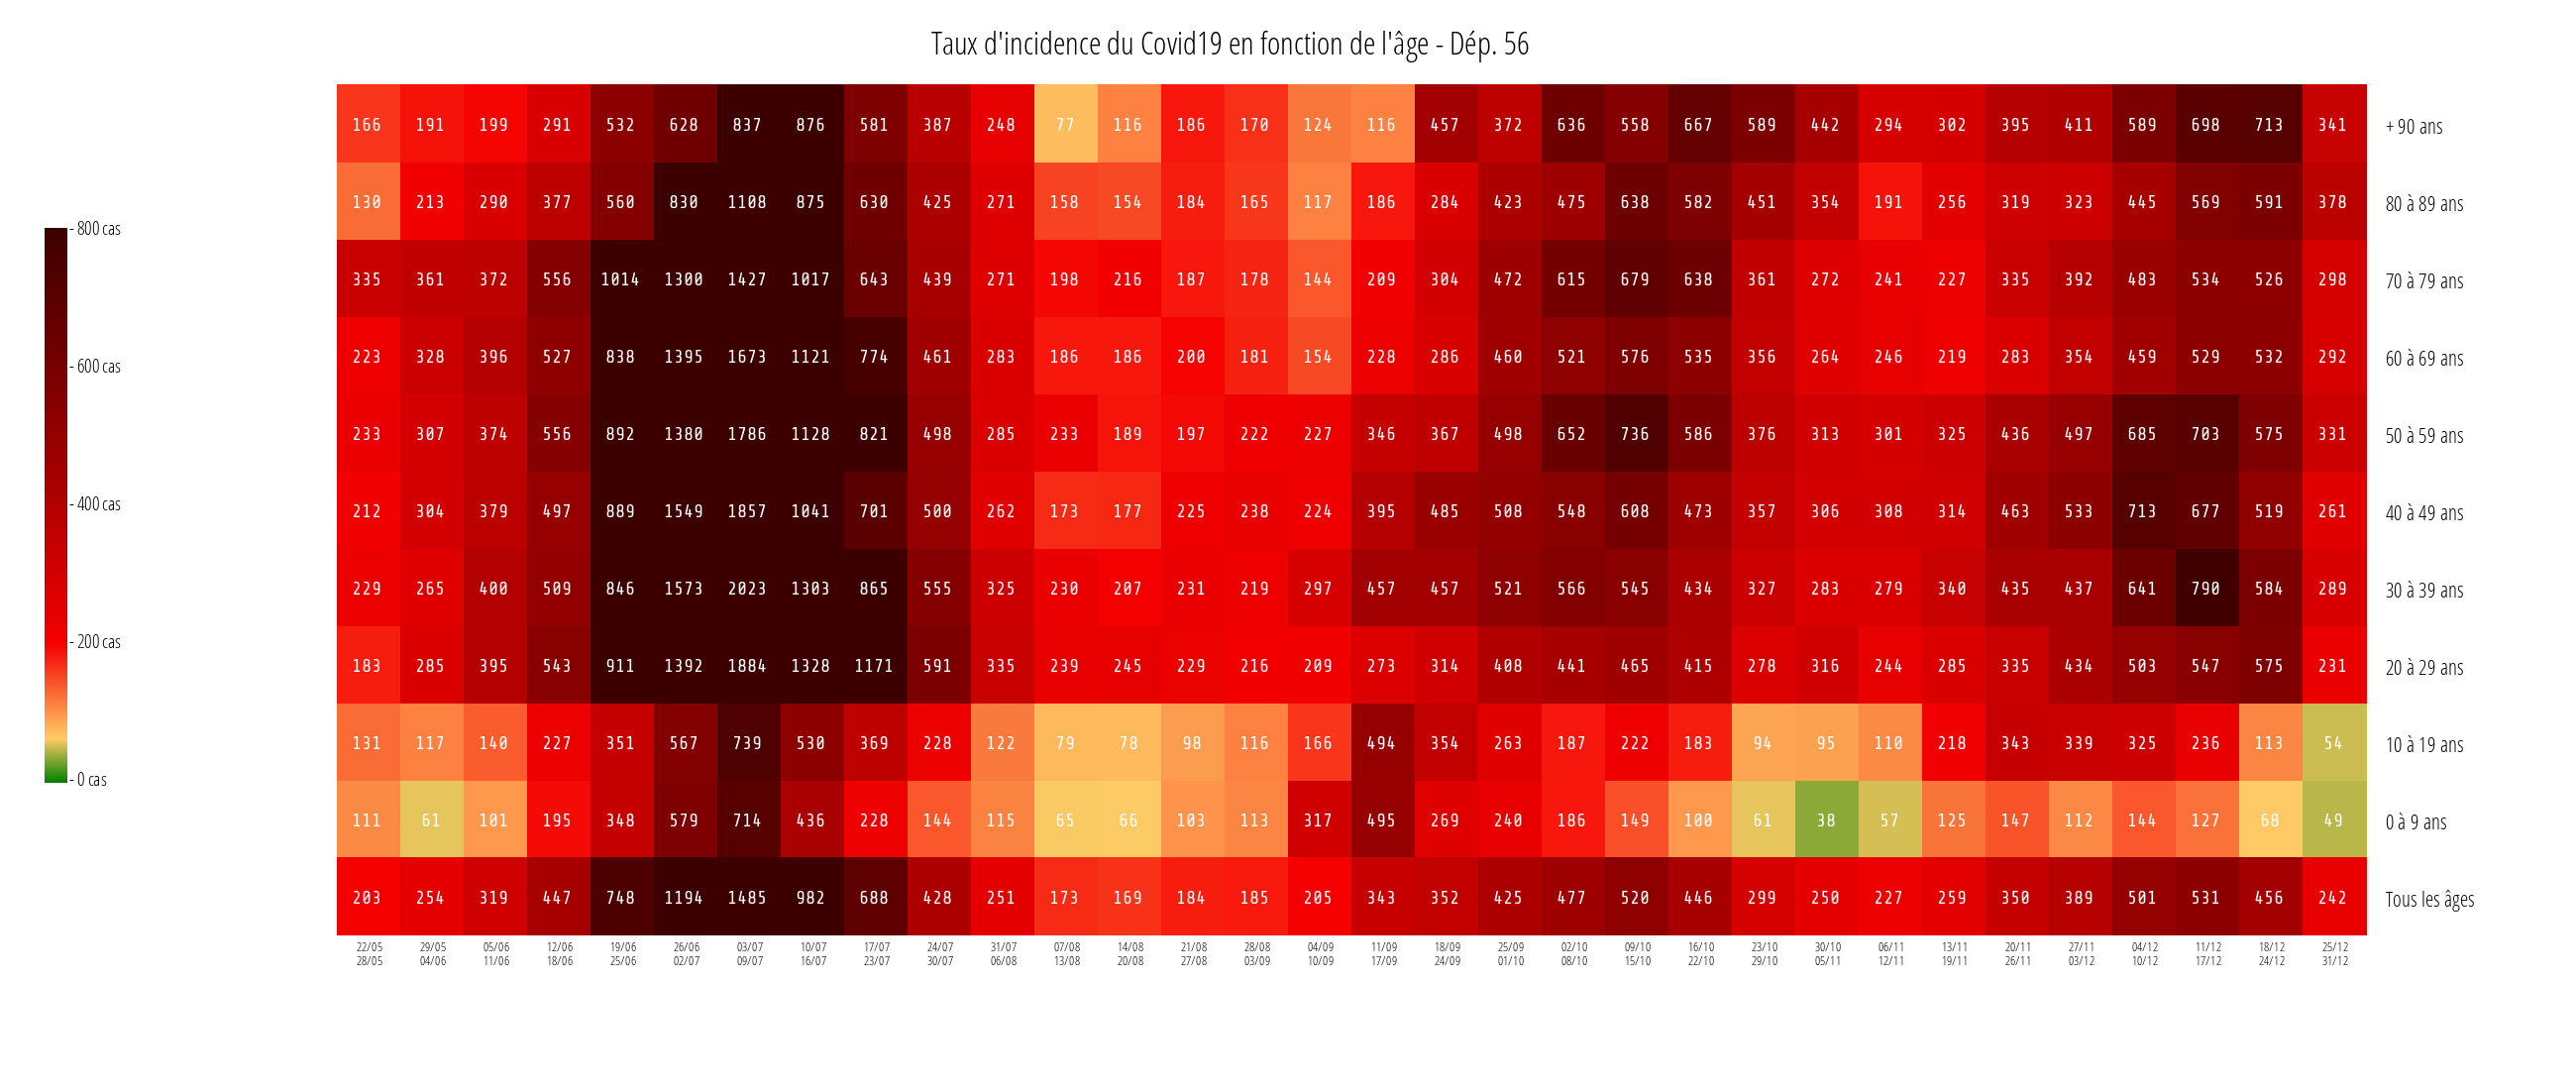 Taux d'incidence du Covid19 en fonction de l'âge - Dép. 56
- 800 cas
- 600 cas
- 400 cas
- 200 cas
- 0 cas
166 191 199 291 532 628 837 876 581 387 248 77 116 186 170 124 116 457 372 636 558 667 589 442 294 302 395 411 589 698 713 341 + 90 ans
130 213 290 377 560 830 1108 875 630 425 271 158 154 184 165 117 186 284 423 475 638 582 451 354 191 256 319 323 445 569 591 378 80 à 89 ans
335 361 372 556 1014 1300 1427 1017 643 439 271 198 216 187 178 144 209 304 472 615 679 638 361 272 241 227 335 392 483 534 526 298 70 à 79 ans
223 328 396 527 838 1395 1673 1121 774 461 283 186 186 200 181 154 228 286 460 521 576 535 356 264 246 219 283 354 459 529 532 292 60 à 69 ans
233 307 374 556 892 1380 1786 1128 821 498 285 233 189 197 222 227 346 367 498 652 736 586 376 313 301 325 436 497 685 703 575 331 50 à 59 ans
212 304 379 497 889 1549 1857 1041 701 500 262 173 177 225 238 224 395 485 508 548 608 473 357 306 308 314 463 533 713 677 519 261 40 à 49 ans
229 265 400 509 846 1573 2023 1303 865 555 325 230 207 231 219 297 457 457 521 566 545 434 327 283 279 340 435 437 641 790 584 289 30 à 39 ans
183 285 395 543 911 1392 1884 1328 1171 591 335 239 245 229 216 209 273 314 408 441 465 415 278 316 244 285 335 434 503 547 575 231 20 à 29 ans
131 117 140 227 351 567 739 530 369 228 122 79 78 98 116 166 494 354 263 187 222 183 94 95 110 218 343 339 325 236 113 54 10 à 19 ans
111 61 101 195 348 579 714 436 228 144 115 65 66 103 113 317 495 269 240 186 149 100 61 38 57 125 147 112 144 127 68 49 0 à 9 ans
203 254 319 447 748 1194 1485 982 688 428 251 173 169 184 185 205 343 352 425 477 520 446 299 250 227 259 350 389 501 531 456 242 Tous les âges
22/05 29/05 05/06 12/06 19/06 26/06 03/07 10/07 17/07 24/07 31/07 07/08 14/08 21/08 28/08 04/09 11/09 18/09 25/09 02/10 09/10 16/10 23/10 30/10 06/11 13/11 20/11 27/11 04/12 11/12 18/12 25/12
28/05 04/06 11/06 18/06 25/06 02/07 09/07 16/07 23/07 30/07 06/08 13/08 20/08 27/08 03/09 10/09 17/09 24/09 01/10 08/10 15/10 22/10 29/10 05/11 12/11 19/11 26/11 03/12 10/12 17/12 24/12 31/12